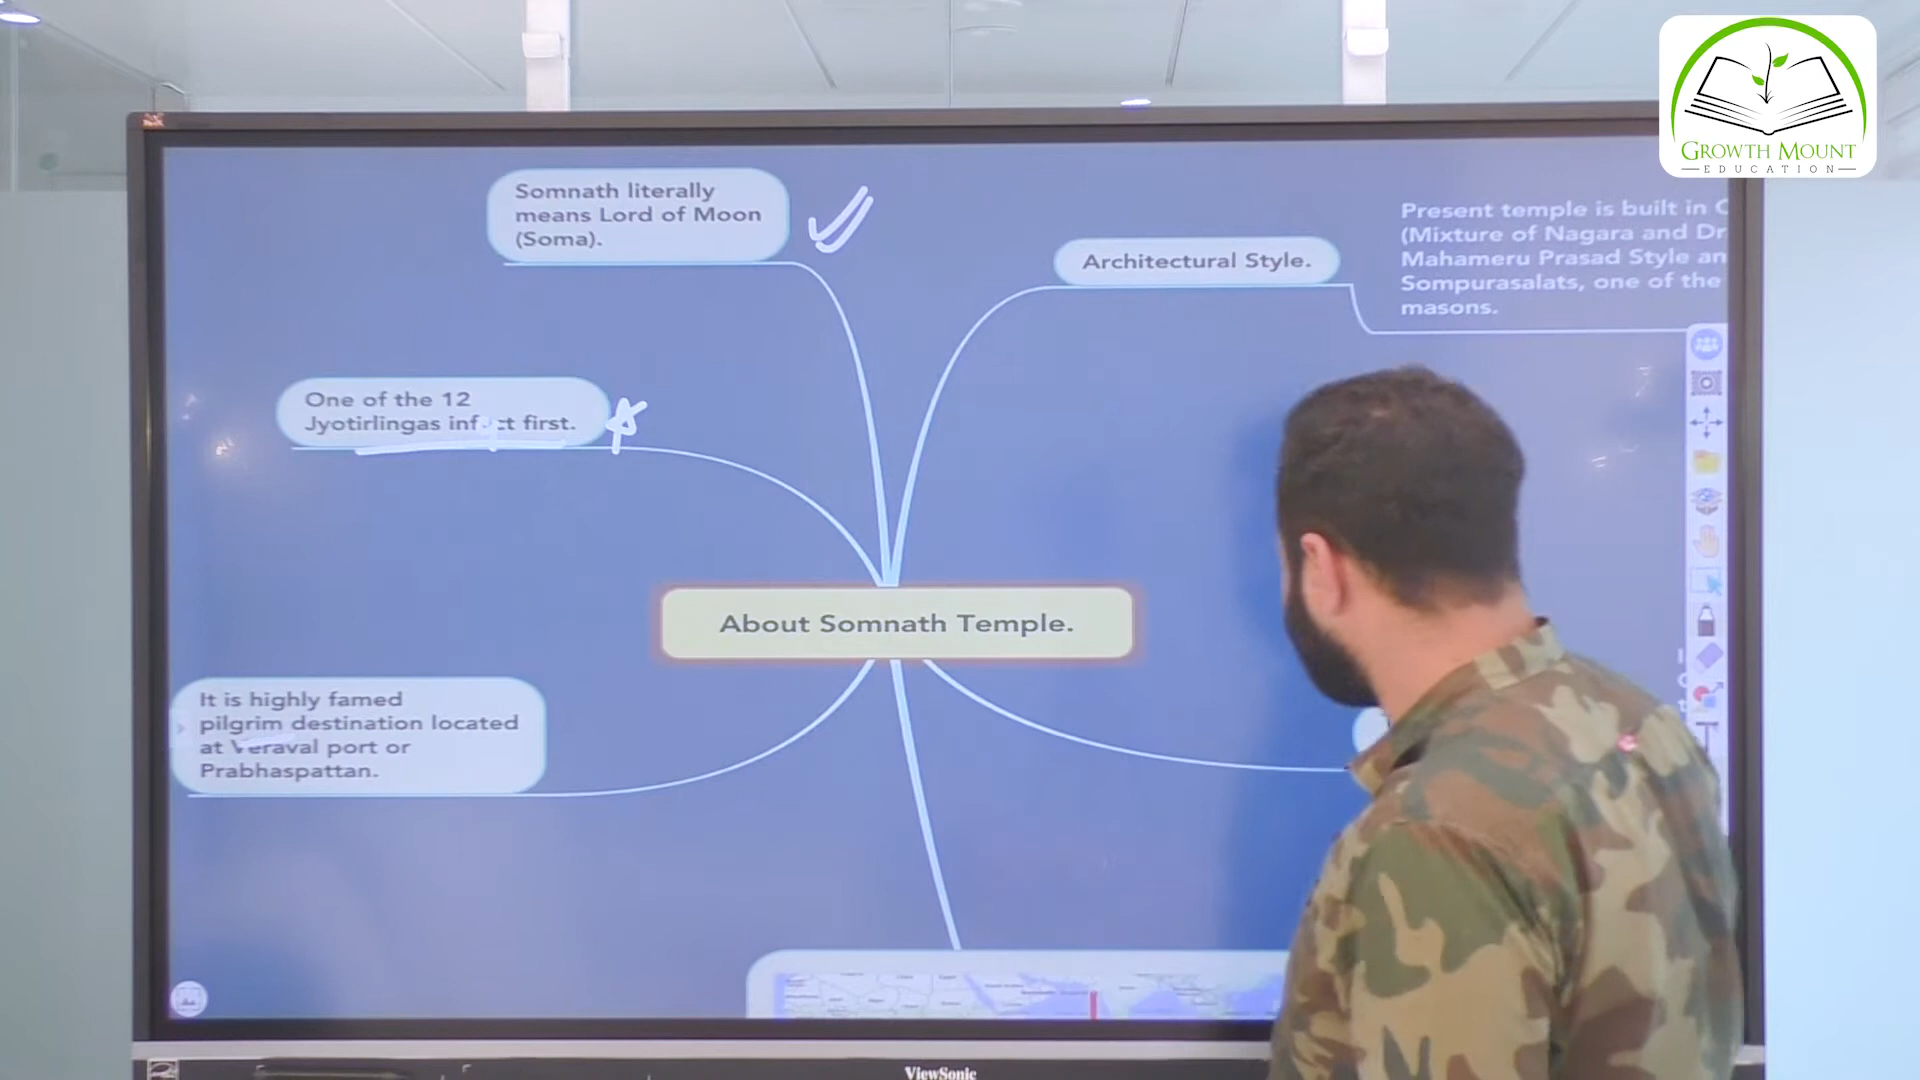 GROWTH MOUNT
EDUCATION
Somnath literally
means Lord of Moon
(Soma).
Architectural Style.
Present temple is built in
(Mixture of Nagara and
Mahameru Prasad Style
Sompurasalats, one of the
masons.
One of the 12
Jyotirlingas infact first.
About Somnath Temple.
It is highly famed
pilgrim destination located
at Veraval port or
Prabhaspattan.
ViewSonic